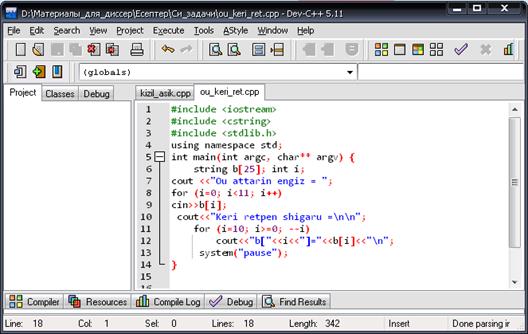 D:\Материалы_для_диссер\Есептер\Си_задачи\ou_keri_ret.cpp - Dev-C++ 5.11
File Edit Search View Project Execute Tools AStyle Window Help
(globals)
Project Classes Debug kizil_asik.cpp ou_keri_ret.cpp
1 #include <iostream>
2 #include <cstring>
3 #include <stdlib.h>
4 using namespace std;
5 int main(int argc, char** argv) {
6 string b[25]; int i;
7 cout <<"Ou attarin engiz = ";
8 for (i=0; i<11; i++)
9 cin>>b[i];
10 cout<<"Keri retpen shigaru =\n\n";
11 for (i=10; i>=0; --i)
12 cout<<"b["<<i<<"]="<<b[i]<<"\n";
13 system("pause");
14 }
15
16
Compiler Resources Compile Log Debug Find Results
Line: 18 Col: 1 Sel: 0 Lines: 18 Length: 342 Insert Done parsing ir